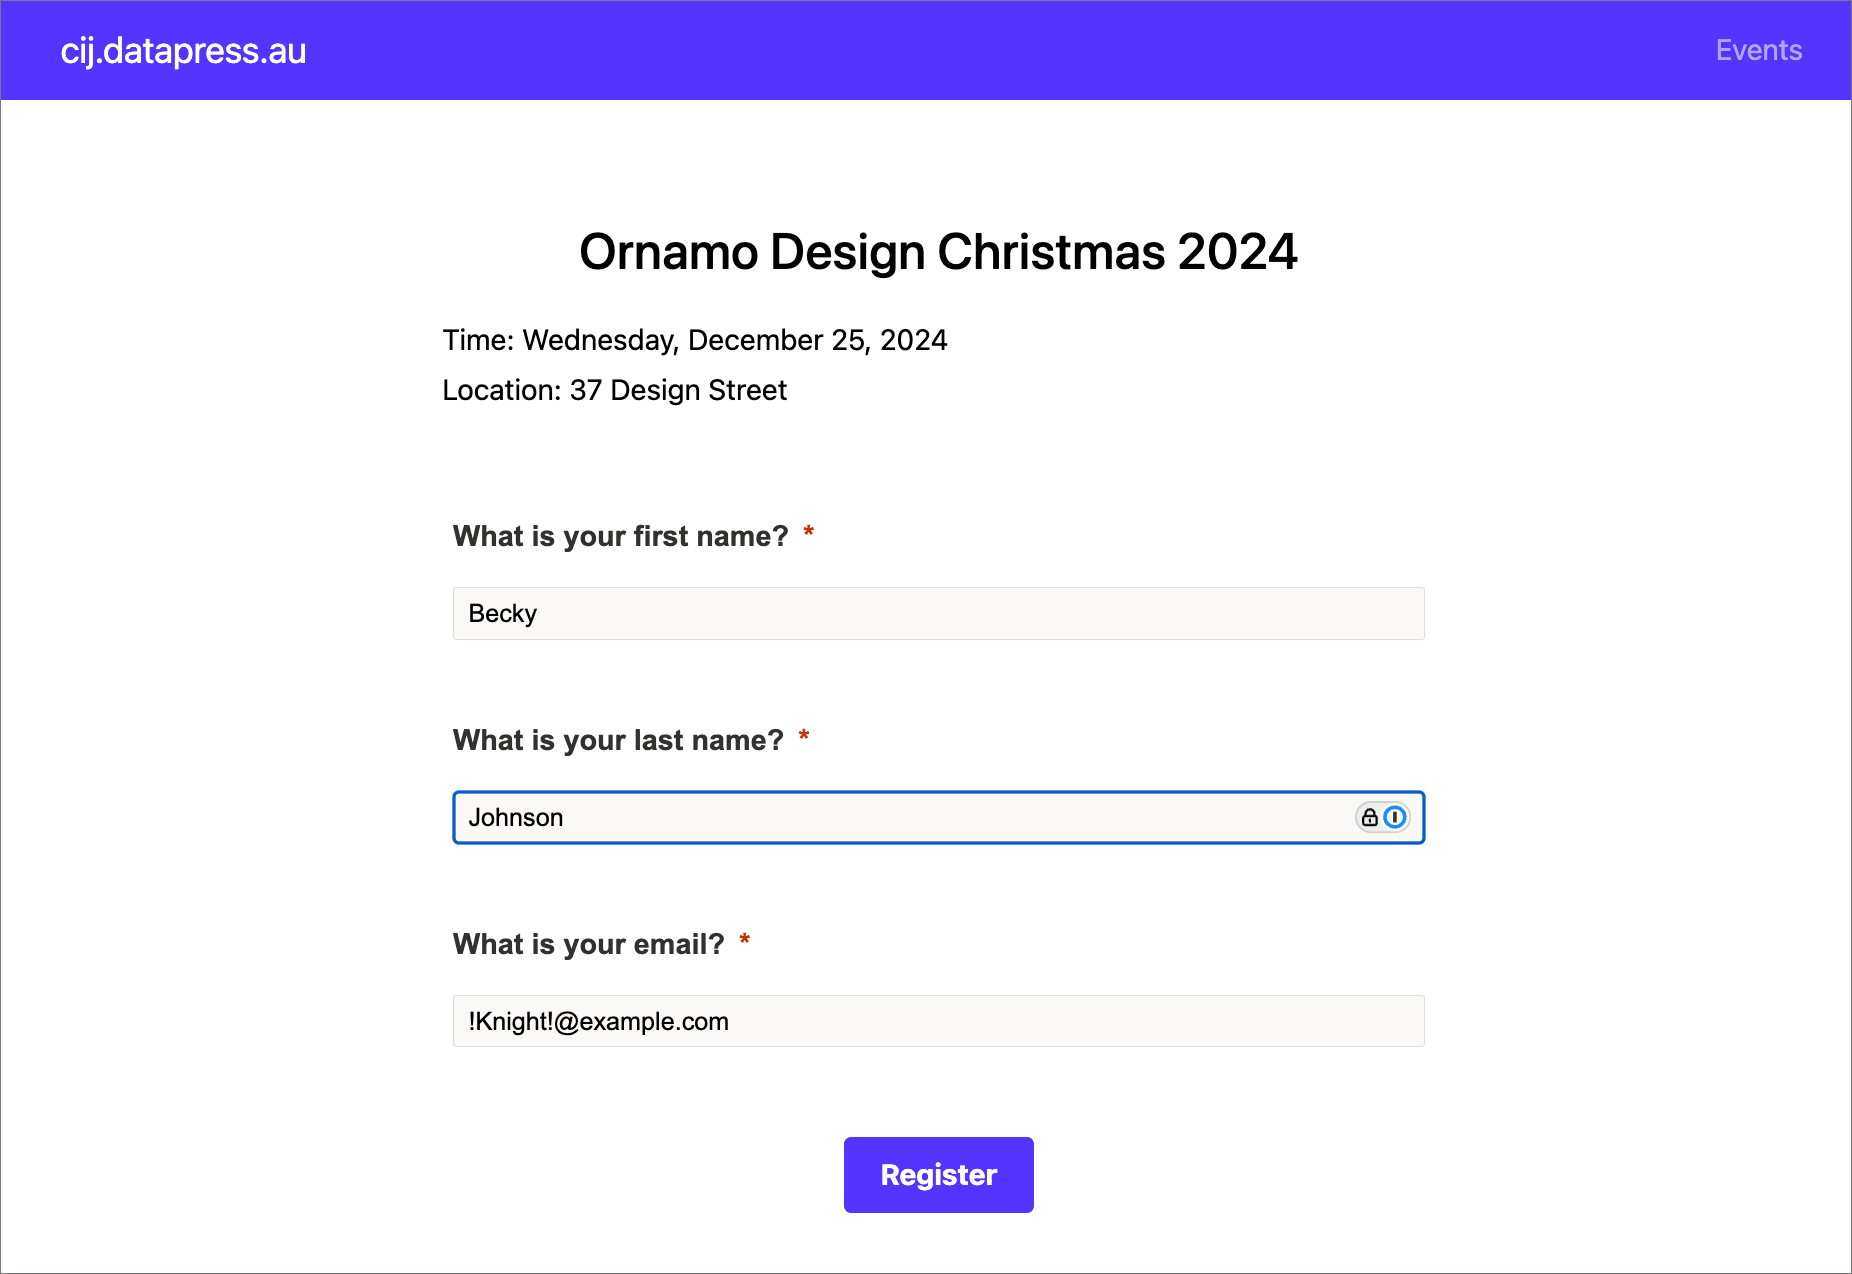 cij.datapress.au
Events
Ornamo Design Christmas 2024
Time: Wednesday, December 25, 2024
Location: 37 Design Street
What is your first name? *
Becky
What is your last name? *
Johnson
What is your email? *
!Knight!@example.com
Register